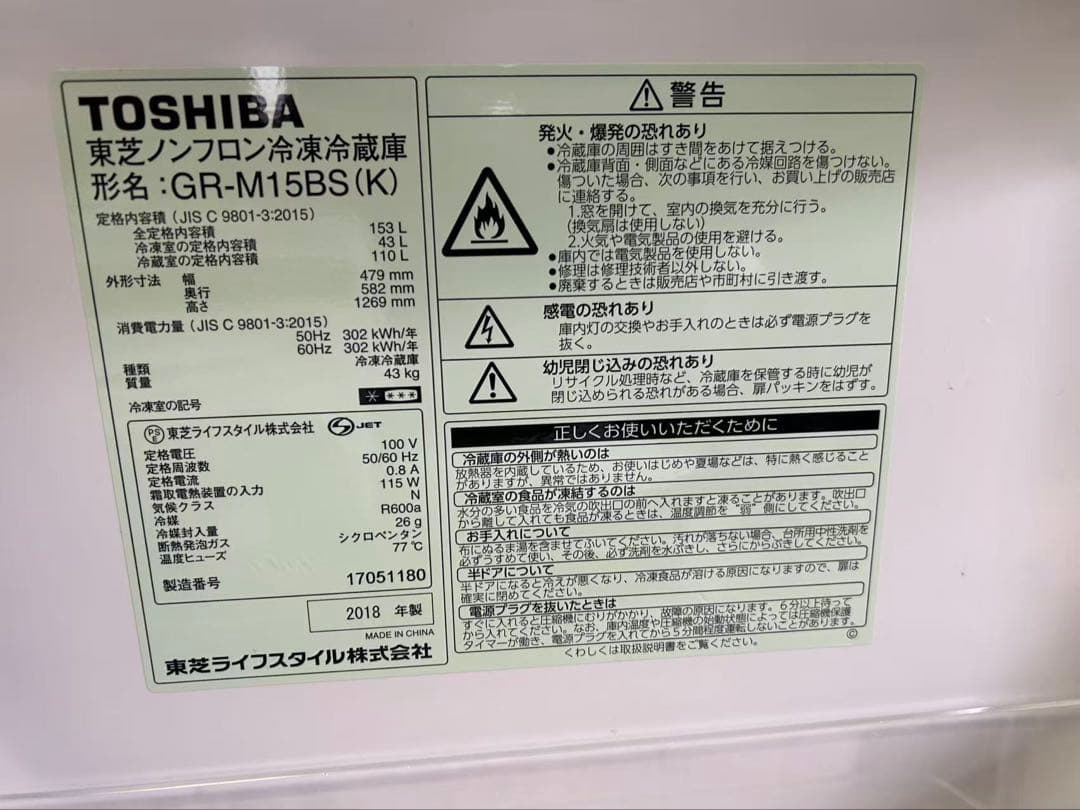 TOSHIBA
東芝ノンフロン冷凍冷蔵庫
形名：GR-M15BS(K)
定格内容積（JIS C 9801-3:2015）
全定格内容積 153 L
冷凍室の定格内容積 43 L
冷蔵室の定格内容積 110 L
外形寸法 幅 479 mm
奥行 582 mm
高さ 1269 mm
消費電力量（JIS C 9801-3:2015）
50Hz 302 kWh/年
60Hz 302 kWh/年
種類 冷凍冷蔵庫
質量 43 kg
冷凍室の記号
PS E 東芝ライフスタイル株式会社 JET
定格電圧 100 V
定格周波数 50/60 Hz
定格電流 0.8 A
霜取電熱装置の入力 115 W
気候クラス N
冷媒 R600a
冷媒封入量 26 g
断熱発泡ガス シクロペンタン
温度ヒューズ 77℃
製造番号 17051180
2018 年製
MADE IN CHINA
東芝ライフスタイル株式会社
⚠警告
発火・爆発の恐れあり
●冷蔵庫の周囲はすき間をあけて据えつける。
●冷蔵庫背面・側面などにある冷媒回路を傷つけない。
傷ついた場合、次の事項を行い、お買い上げの販売店
に連絡する。
1.窓を開けて、室内の換気を充分に行う。
(換気扇は使用しない)
2.火気や電気製品の使用を避ける。
●庫内では電気製品を使用しない。
●修理は修理技術者以外しない。
●廃棄するときは販売店や市町村に引き渡す。
感電の恐れあり
庫内灯の交換やお手入れのときは必ず電源プラグを
抜く。
幼児閉じ込みの恐れあり
リサイクル処理時など、冷蔵庫を保管する時に幼児が
閉じ込められる恐れがある場合、扉パッキンをはずす。
正しくお使いいただくために
冷蔵庫の外側が熱いのは
放熱器を内蔵しているため、お使いはじめや夏場などは、特に熱く感じること
がありますが、異常ではありません。
冷蔵室の食品が凍結するのは
水分の多い食品を冷気の吹出口の前へ入れますと凍ることがあります。吹出口
から離して入れても食品が凍るときは、温度調節を“弱”側にしてください。
お手入れについて
布にぬるま湯を含ませてふいてください。汚れが落ちない場合、台所用中性洗剤を
必ずうすめて使い、その後、必ず洗剤を水ぶきし、さらにからぶきしてください。
半ドアについて
半ドアになると冷えが悪くなり、冷凍食品が溶ける原因になりますので、扉は
確実に閉めてください。
電源プラグを抜いたときは
すぐに入れると圧縮機におりがかかり、故障の原因になります。6分以上待って
から入れてください。なお、庫内温度や圧縮機の始動状態によっては圧縮機保護
タイマーが働き、電源プラグを入れてから5分間程度運転しないことがあります。
くわしくは取扱説明書をご覧ください。
©